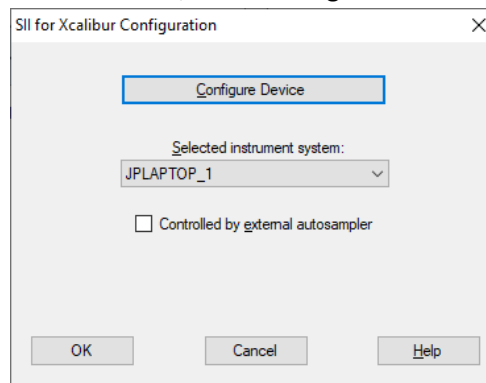 SII for Xcalibur Configuration
Configure Device
Selected instrument system:
JPLAPTOP_1
Controlled by external autosampler
OK Cancel Help